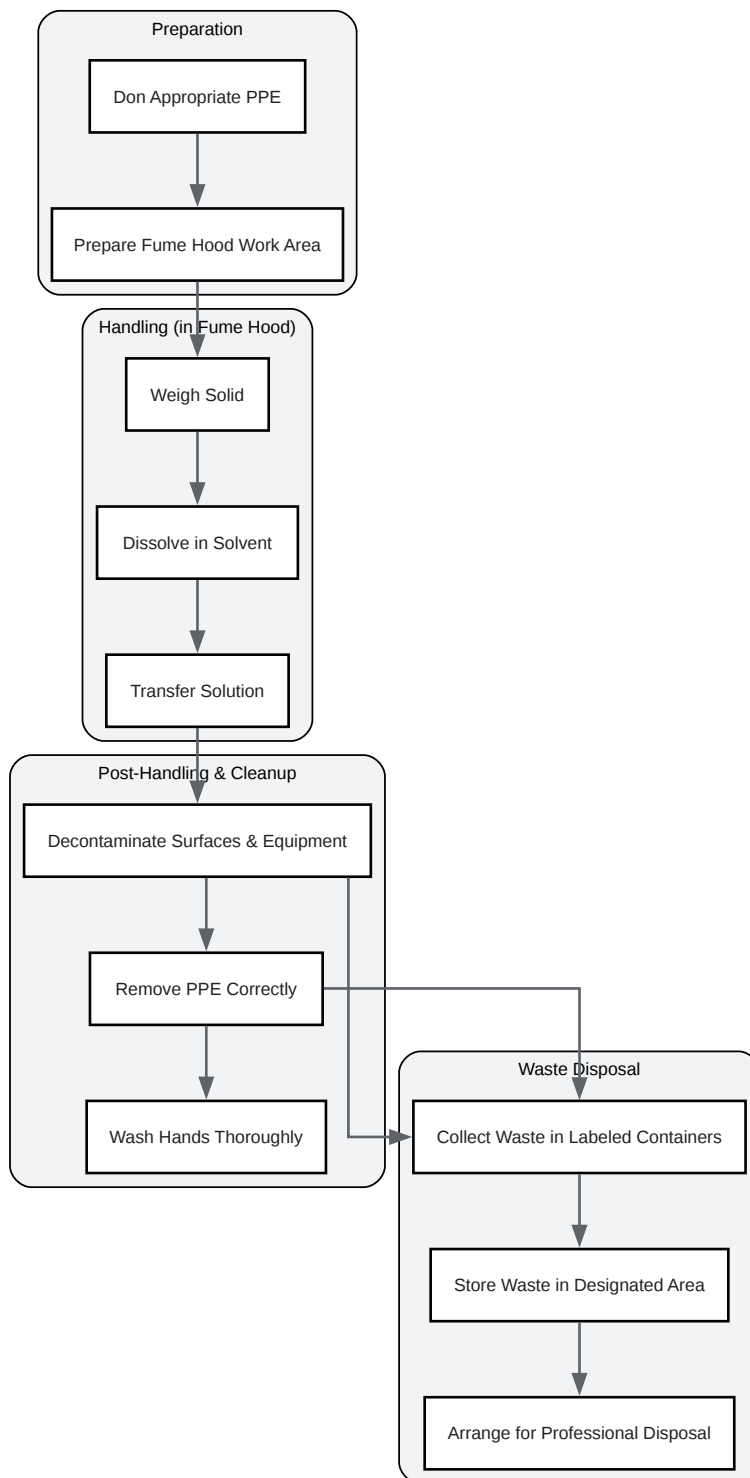 Preparation
Don Appropriate PPE
Prepare Fume Hood Work Area
Handling (in Fume Hood)
Weigh Solid
Dissolve in Solvent
Transfer Solution
Post-Handling & Cleanup
Decontaminate Surfaces & Equipment
Remove PPE Correctly
Wash Hands Thoroughly
Waste Disposal
Collect Waste in Labeled Containers
Store Waste in Designated Area
Arrange for Professional Disposal